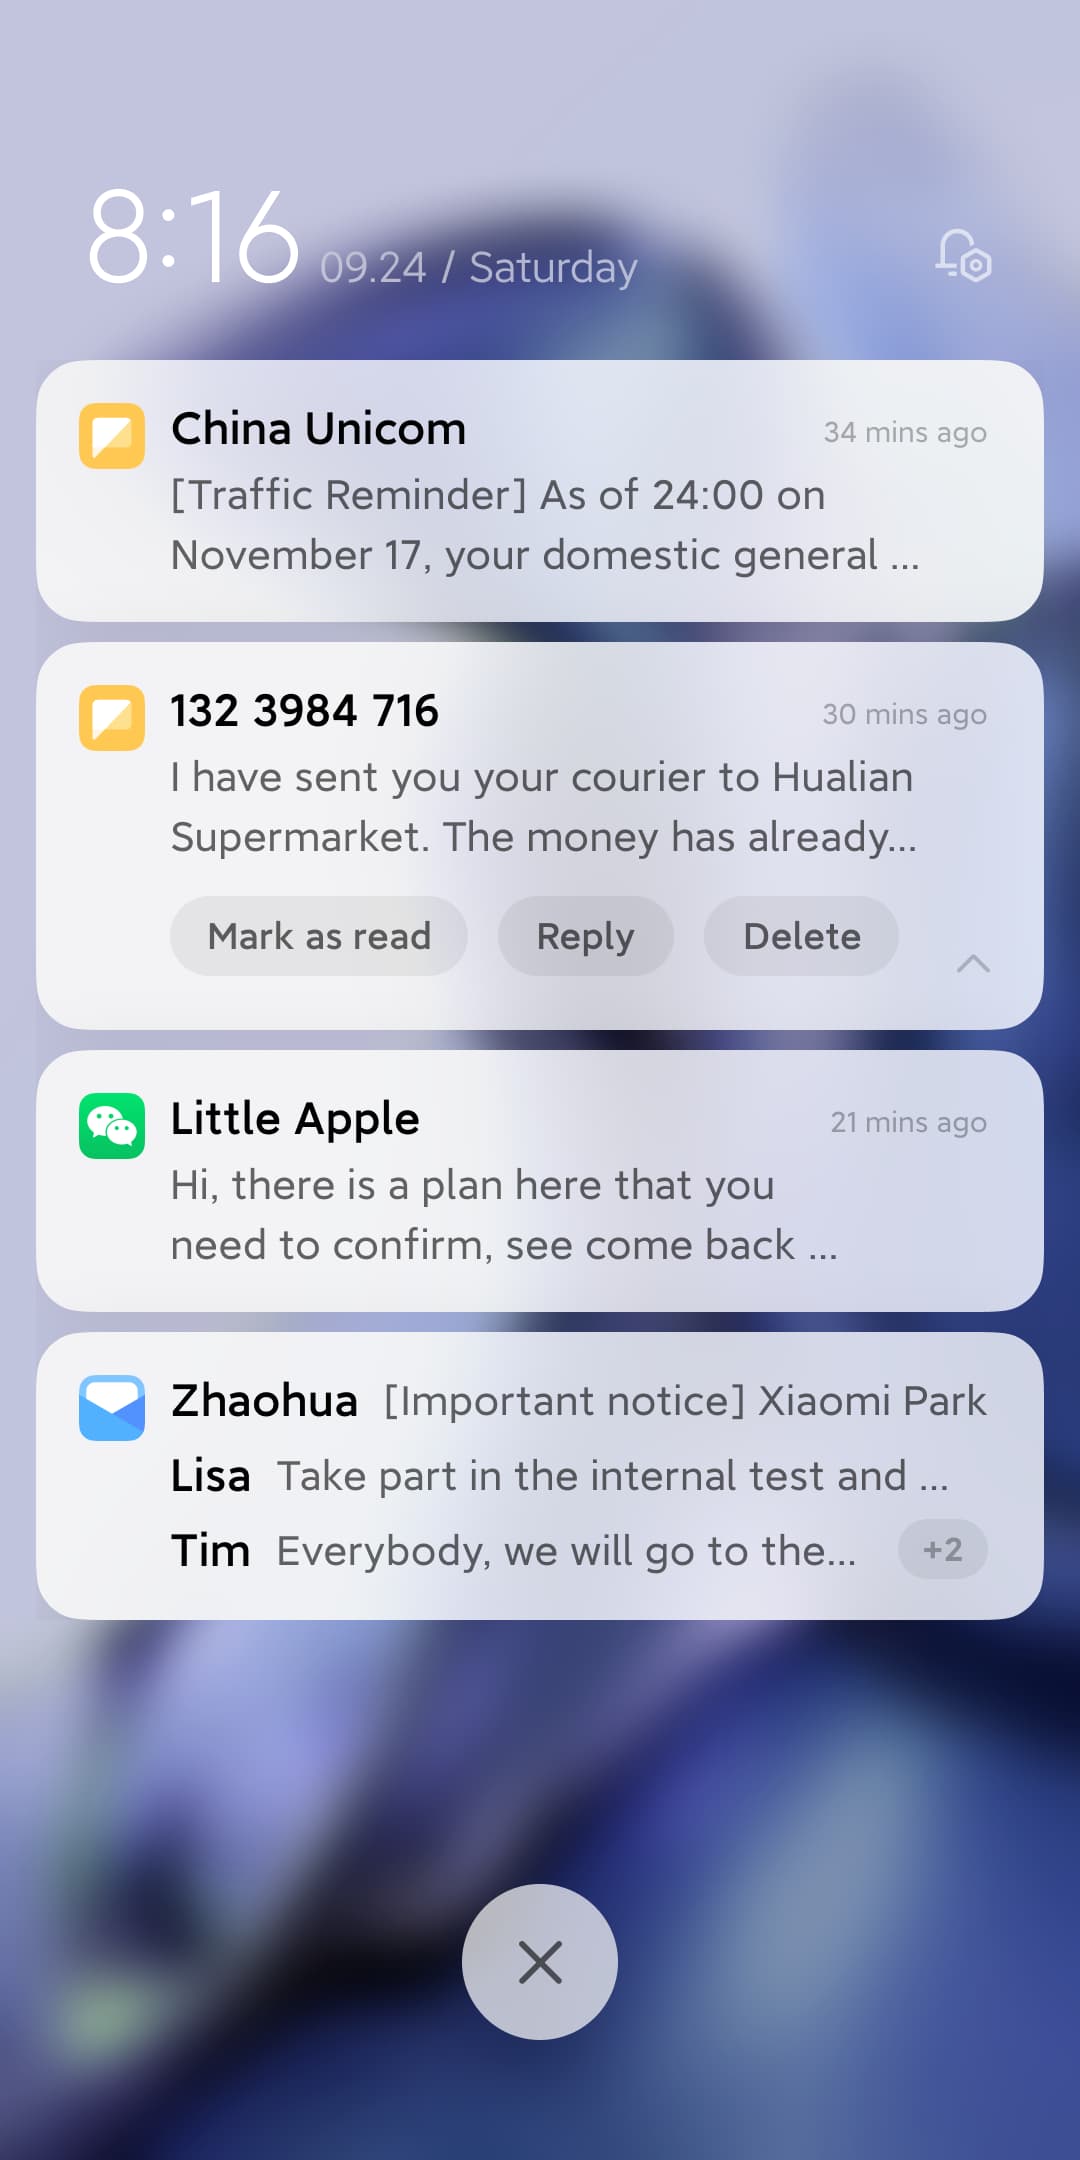 8:16 09.24 / Saturday
China Unicom 34 mins ago
[Traffic Reminder] As of 24:00 on
November 17, your domestic general ...
132 3984 716 30 mins ago
I have sent you your courier to Hualian
Supermarket. The money has already...
Mark as read Reply Delete
Little Apple 21 mins ago
Hi, there is a plan here that you
need to confirm, see come back ...
Zhaohua [Important notice] Xiaomi Park
Lisa Take part in the internal test and ...
Tim Everybody, we will go to the... +2